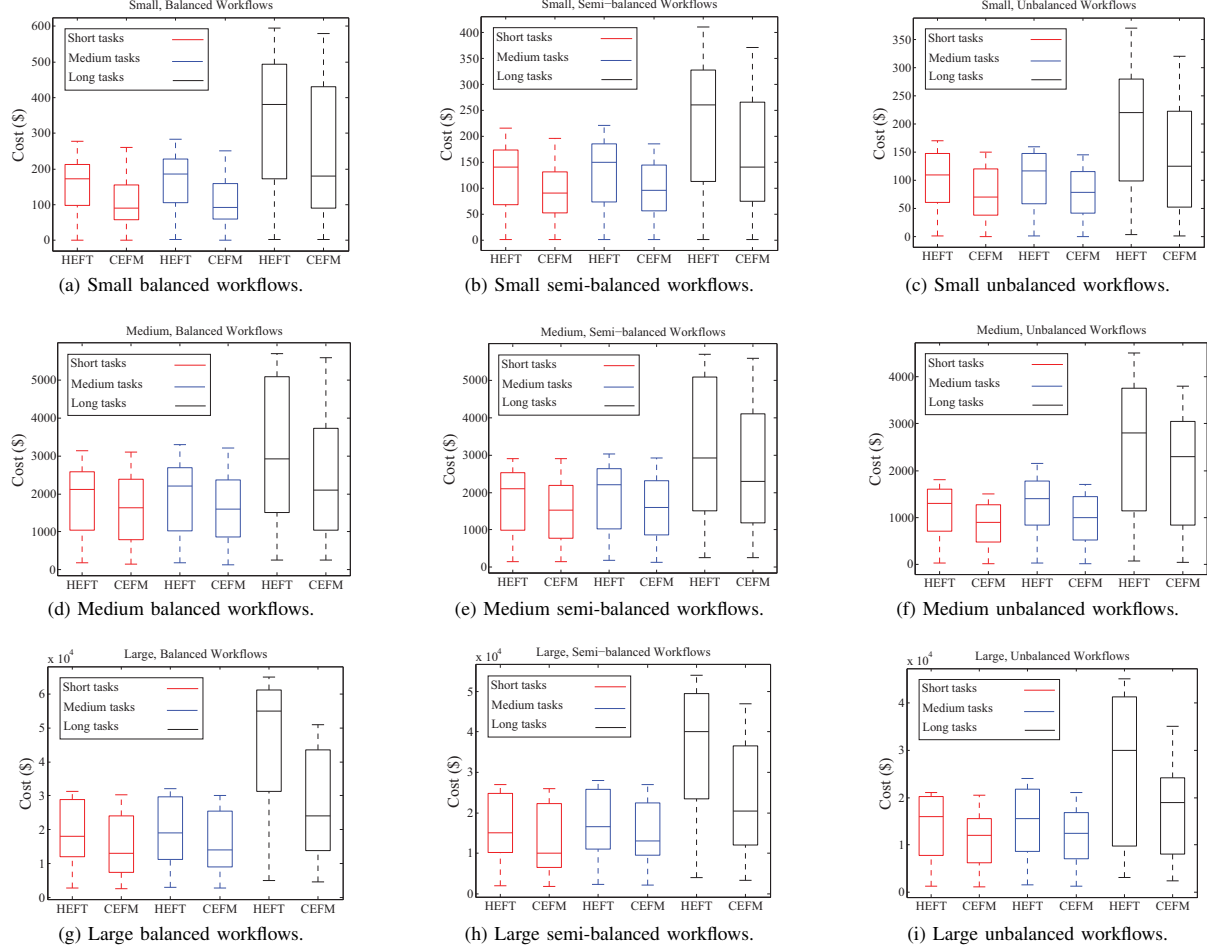 Small, Balanced Workflows
600
500
400
300
200
100
0
Cost ($)
Short tasks
Medium tasks
Long tasks
HEFT CEFM HEFT CEFM HEFT CEFM
(a) Small balanced workflows.
Small, Semi−balanced Workflows
400
350
300
250
200
150
100
50
0
Cost ($)
Short tasks
Medium tasks
Long tasks
HEFT CEFM HEFT CEFM HEFT CEFM
(b) Small semi-balanced workflows.
Small, Unbalanced Workflows
350
300
250
200
150
100
50
0
Cost ($)
Short tasks
Medium tasks
Long tasks
HEFT CEFM HEFT CEFM HEFT CEFM
(c) Small unbalanced workflows.
Medium, Balanced Workflows
5000
4000
3000
2000
1000
0
Cost ($)
Short tasks
Medium tasks
Long tasks
HEFT CEFM HEFT CEFM HEFT CEFM
(d) Medium balanced workflows.
Medium, Semi−balanced Workflows
5000
4000
3000
2000
1000
0
Cost ($)
Short tasks
Medium tasks
Long tasks
HEFT CEFM HEFT CEFM HEFT CEFM
(e) Medium semi-balanced workflows.
Medium, Unbalanced Workflows
4000
3000
2000
1000
0
Cost ($)
Short tasks
Medium tasks
Long tasks
HEFT CEFM HEFT CEFM HEFT CEFM
(f) Medium unbalanced workflows.
Large, Balanced Workflows
x 10^4
6
5
4
3
2
1
0
Cost ($)
Short tasks
Medium tasks
Long tasks
HEFT CEFM HEFT CEFM HEFT CEFM
(g) Large balanced workflows.
Large, Semi−balanced Workflows
x 10^4
5
4
3
2
1
0
Cost ($)
Short tasks
Medium tasks
Long tasks
HEFT CEFM HEFT CEFM HEFT CEFM
(h) Large semi-balanced workflows.
Large, Unbalanced Workflows
x 10^4
4
3
2
1
0
Cost ($)
Short tasks
Medium tasks
Long tasks
HEFT CEFM HEFT CEFM HEFT CEFM
(i) Large unbalanced workflows.